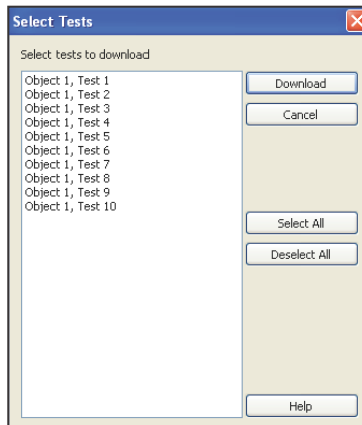 Select Tests
Select tests to download
Object 1, Test 1
Object 1, Test 2
Object 1, Test 3
Object 1, Test 4
Object 1, Test 5
Object 1, Test 6
Object 1, Test 7
Object 1, Test 8
Object 1, Test 9
Object 1, Test 10
Download
Cancel
Select All
Deselect All
Help